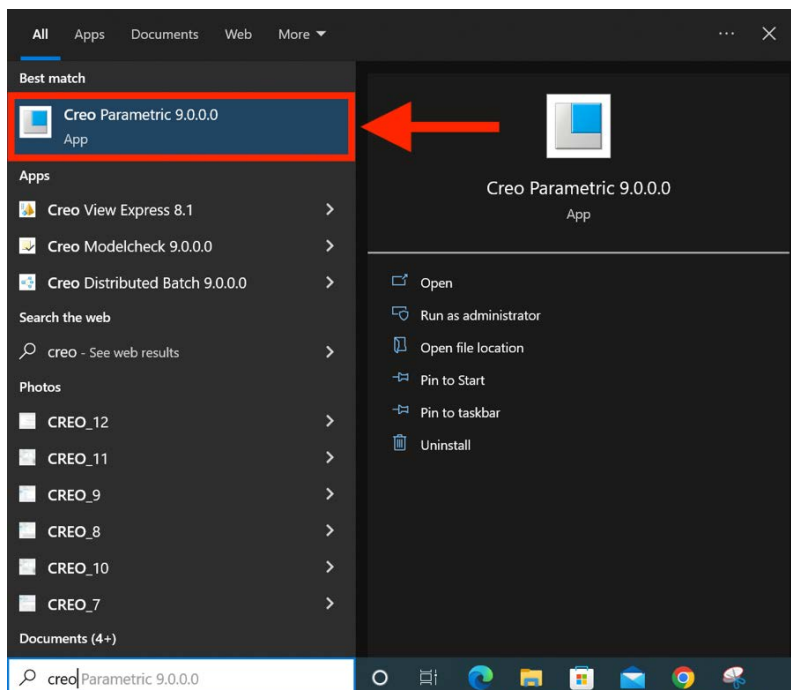 All Apps Documents Web More
Best match
Creo Parametric 9.0.0.0
App
Apps
Creo View Express 8.1
Creo Modelcheck 9.0.0.0
Creo Distributed Batch 9.0.0.0
Search the web
creo - See web results
Photos
CREO_12
CREO_11
CREO_9
CREO_8
CREO_10
CREO_7
Documents (4+)
creo Parametric 9.0.0.0
Creo Parametric 9.0.0.0
App
Open
Run as administrator
Open file location
Pin to Start
Pin to taskbar
Uninstall